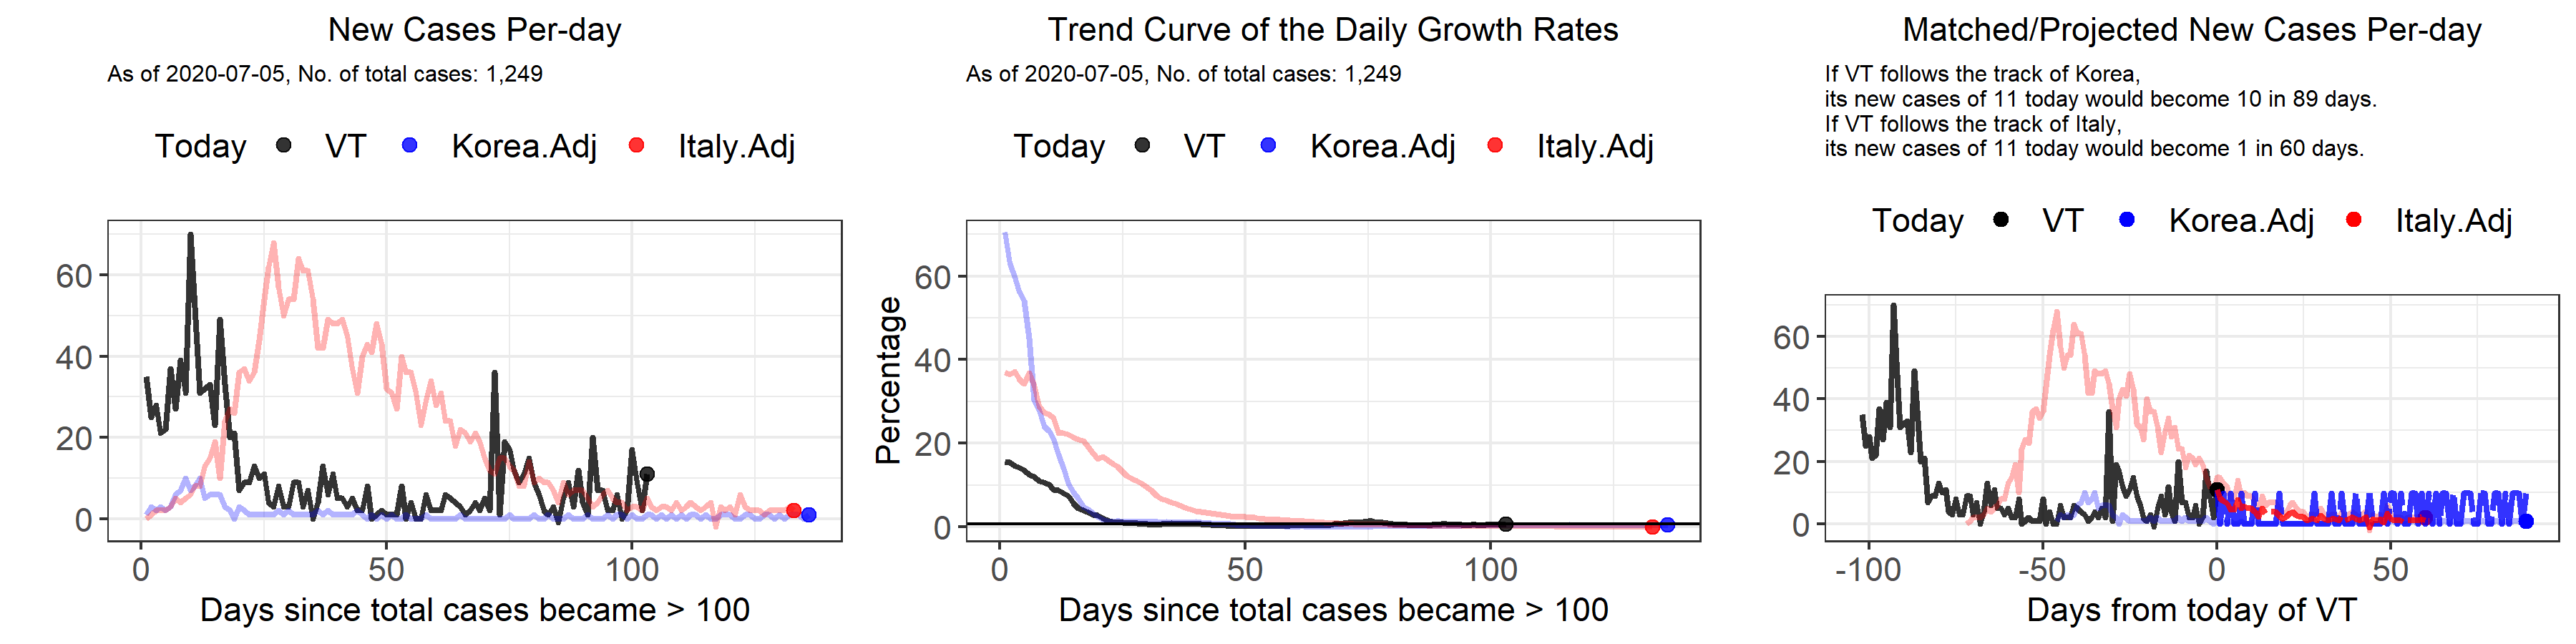 New Cases Per-day
As of 2020-07-05, No. of total cases: 1,249
Today VT Korea.Adj Italy.Adj
60
40
20
0
0 50 100
Days since total cases became > 100
Trend Curve of the Daily Growth Rates
As of 2020-07-05, No. of total cases: 1,249
Today VT Korea.Adj Italy.Adj
Percentage
60
40
20
0
0 50 100
Days since total cases became > 100
Matched/Projected New Cases Per-day
If VT follows the track of Korea,
its new cases of 11 today would become 10 in 89 days.
If VT follows the track of Italy,
its new cases of 11 today would become 1 in 60 days.
Today VT Korea.Adj Italy.Adj
60
40
20
0
-100 -50 0 50
Days from today of VT